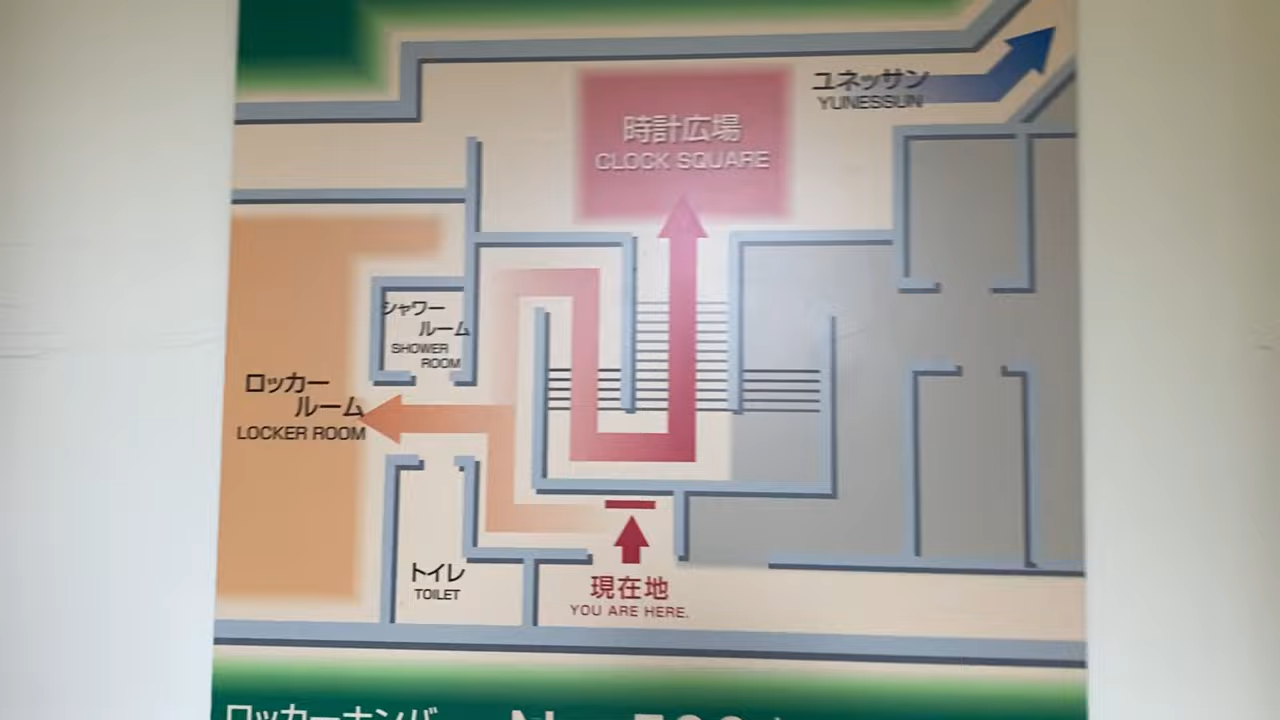 ユネッサン
YUNESSUN
時計広場
CLOCK SQUARE
シャワー
ルーム
SHOWER
ROOM
ロッカー
ルーム
LOCKER ROOM
トイレ
TOILET
現在地
YOU ARE HERE.